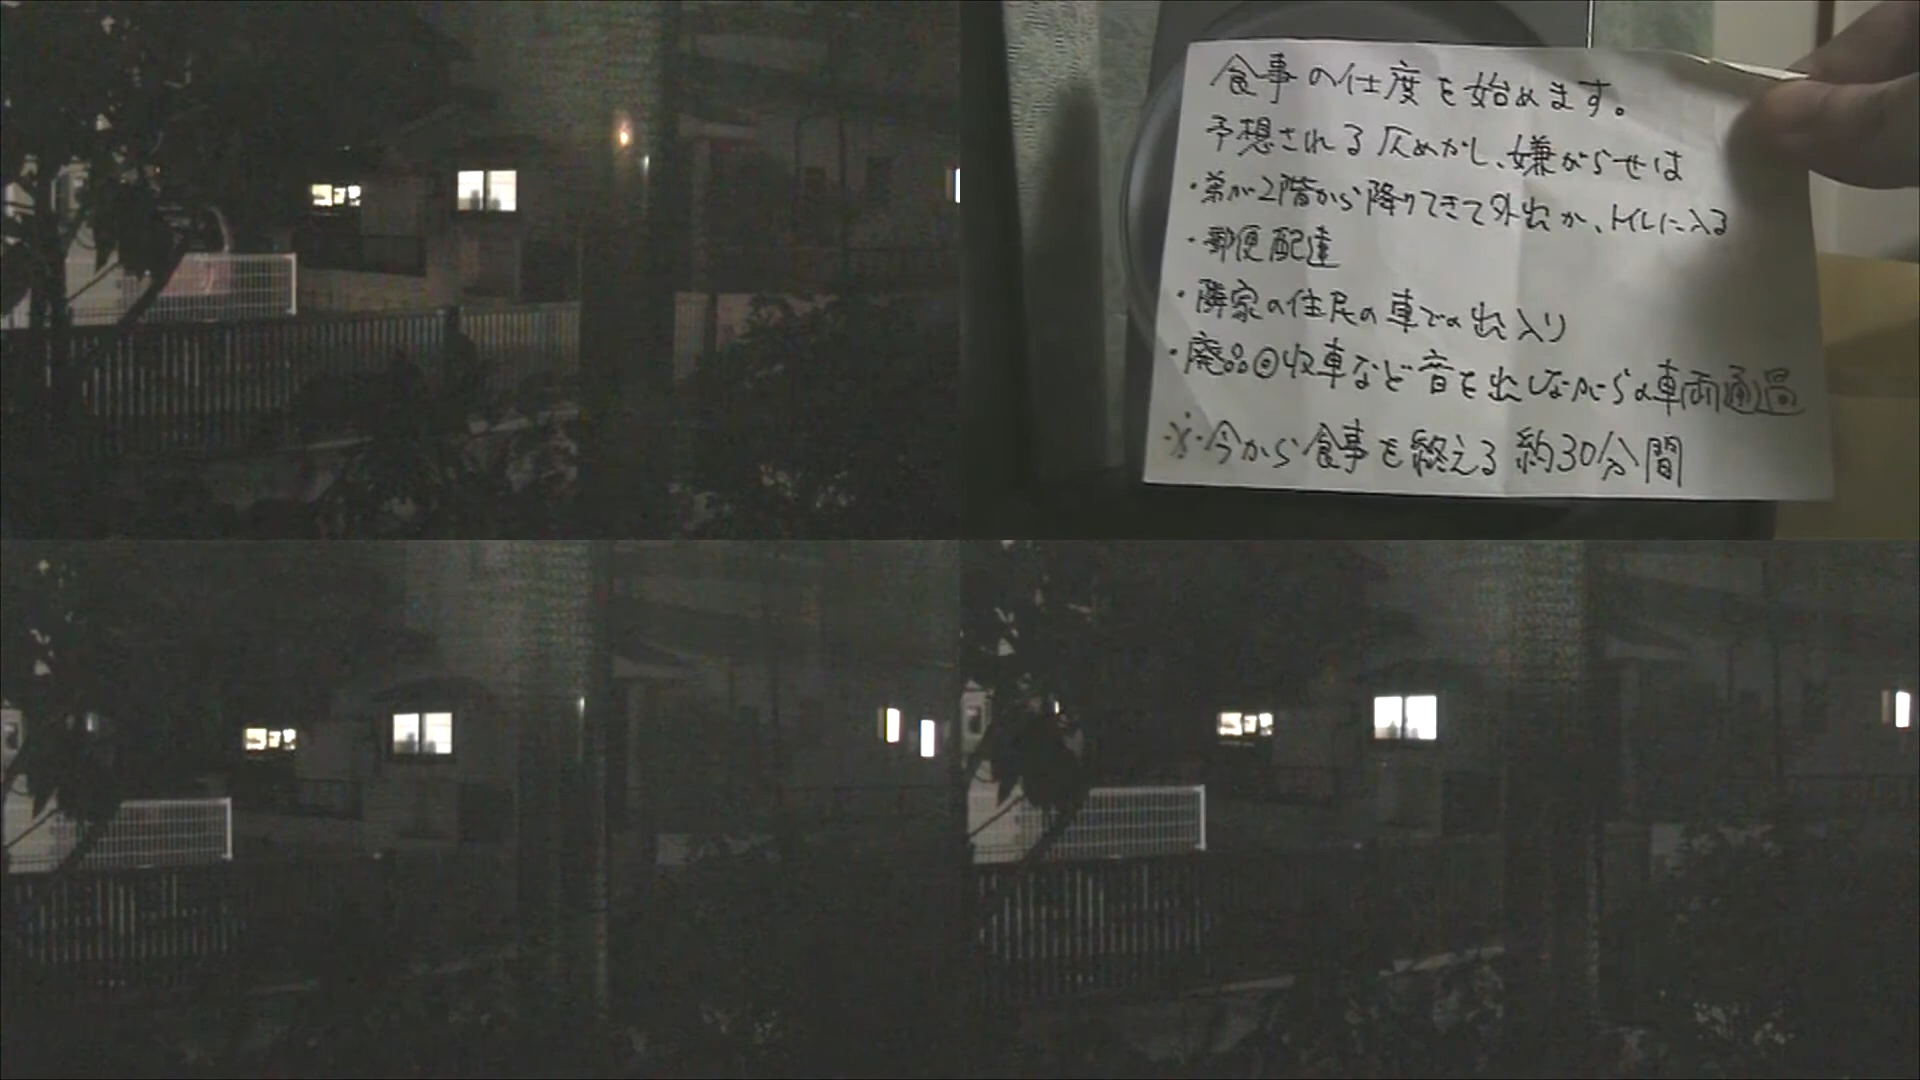 食事の仕度を始めます。
予想される仄めかし、嫌がらせは
・弟が2階から降りてきて外出か、トイレに入る
・郵便配達
・隣家の住民の車での出入り
・廃品回収車など音を出しながらの車両通過
※今から食事を終える約30分間